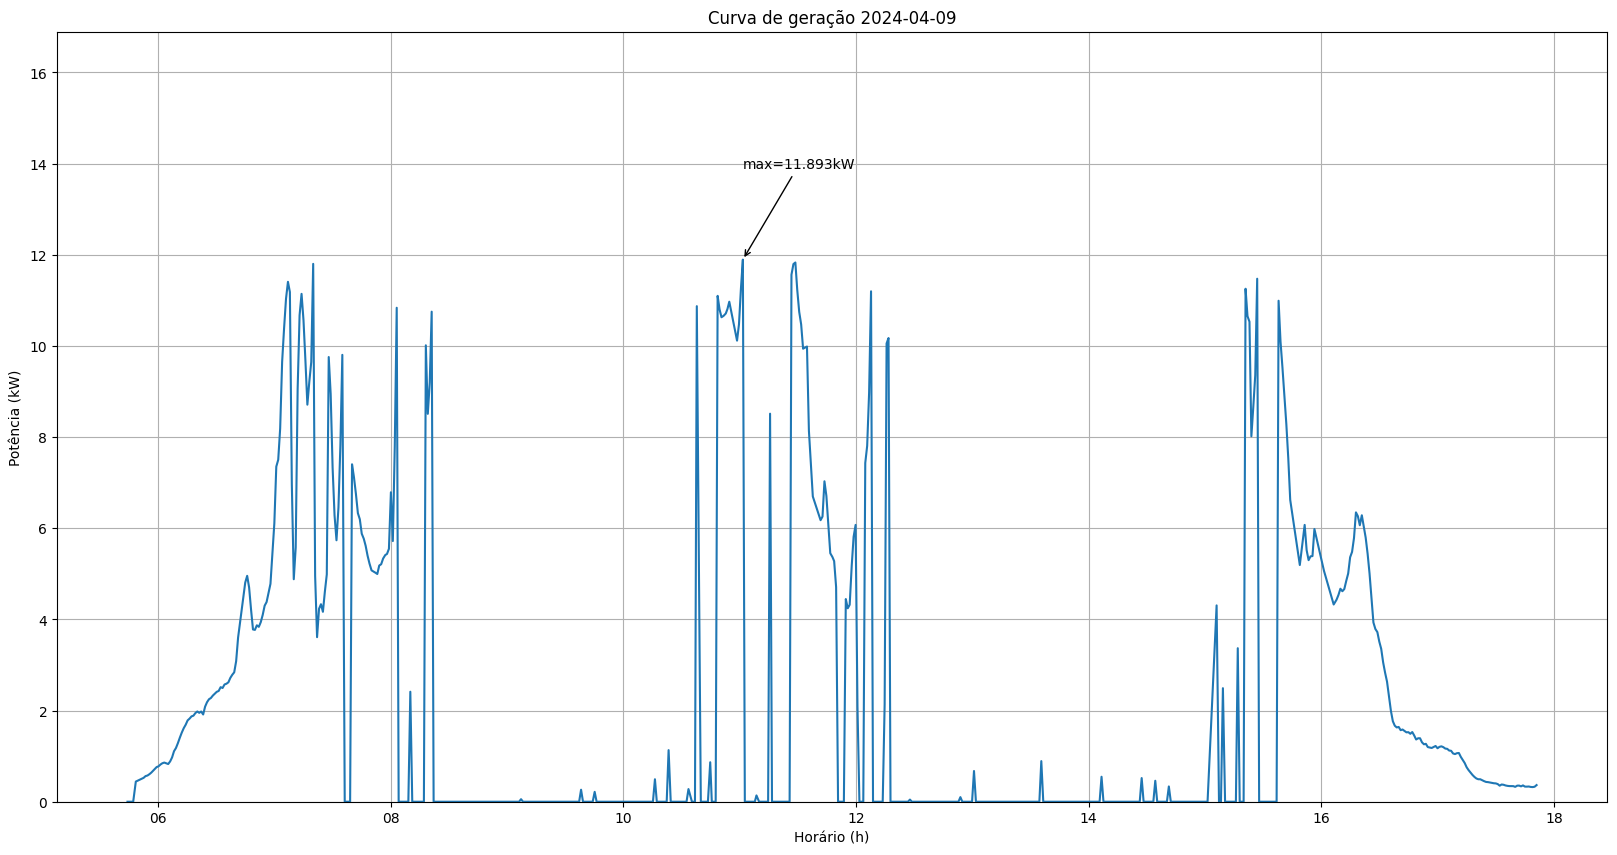 Curva de geração 2024-04-09
16
14
12
10
8
6
4
2
0
max=11.893kW
Potência (kW)
06 08 10 12 14 16 18
Horário (h)